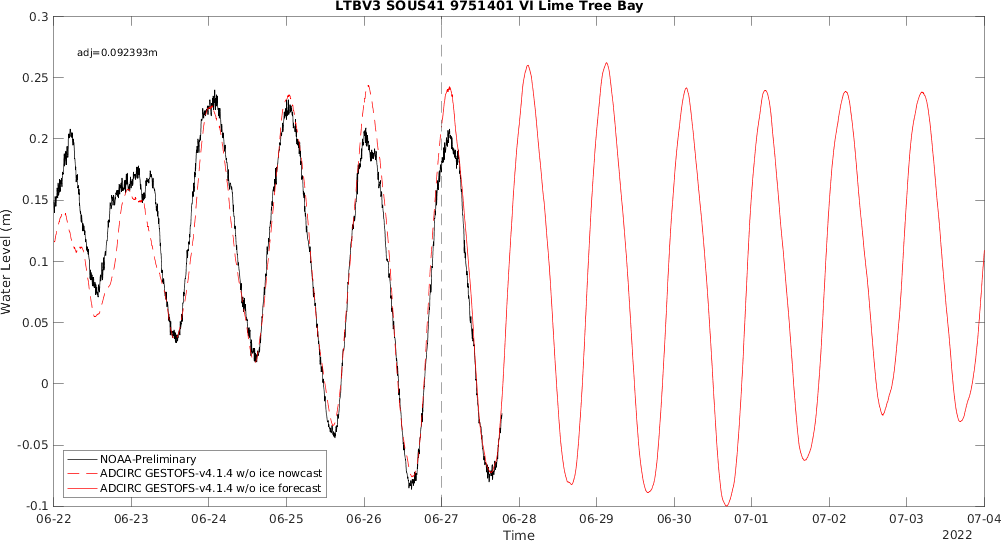 LTBV3 SOUS41 9751401 VI Lime Tree Bay
adj=0.092393m
0.3
0.25
0.2
0.15
0.1
0.05
0
-0.05
-0.1
Water Level (m)
NOAA-Preliminary
ADCIRC GESTOFS-v4.1.4 w/o ice nowcast
ADCIRC GESTOFS-v4.1.4 w/o ice forecast
06-22 06-23 06-24 06-25 06-26 06-27 06-28 06-29 06-30 07-01 07-02 07-03 07-04
Time
2022